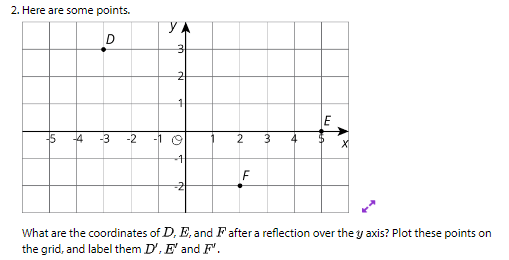 2. Here are some points.
y
D
3
2
1
E
-5 -4 -3 -2 -1 O 1 2 3 4 5 x
-1
F
-2
What are the coordinates of D, E, and F after a reflection over the y axis? Plot these points on
the grid, and label them D', E' and F'.